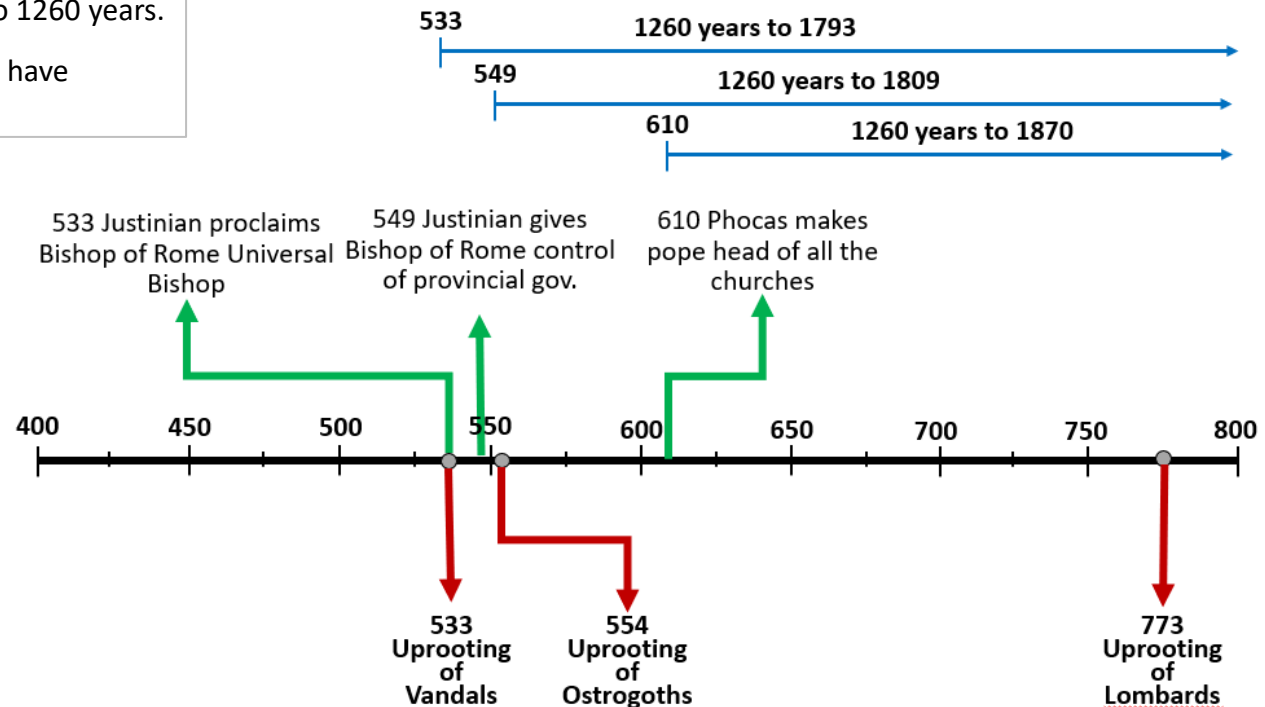 o 1260 years.
have
533
1260 years to 1793
549
1260 years to 1809
610
1260 years to 1870
533 Justinian proclaims
Bishop of Rome Universal
Bishop
549 Justinian gives
Bishop of Rome control
of provincial gov.
610 Phocas makes
pope head of all the
churches
400 450 500 550 600 650 700 750 800
533
Uprooting
of
Vandals
554
Uprooting
of
Ostrogoths
773
Uprooting
of
Lombards